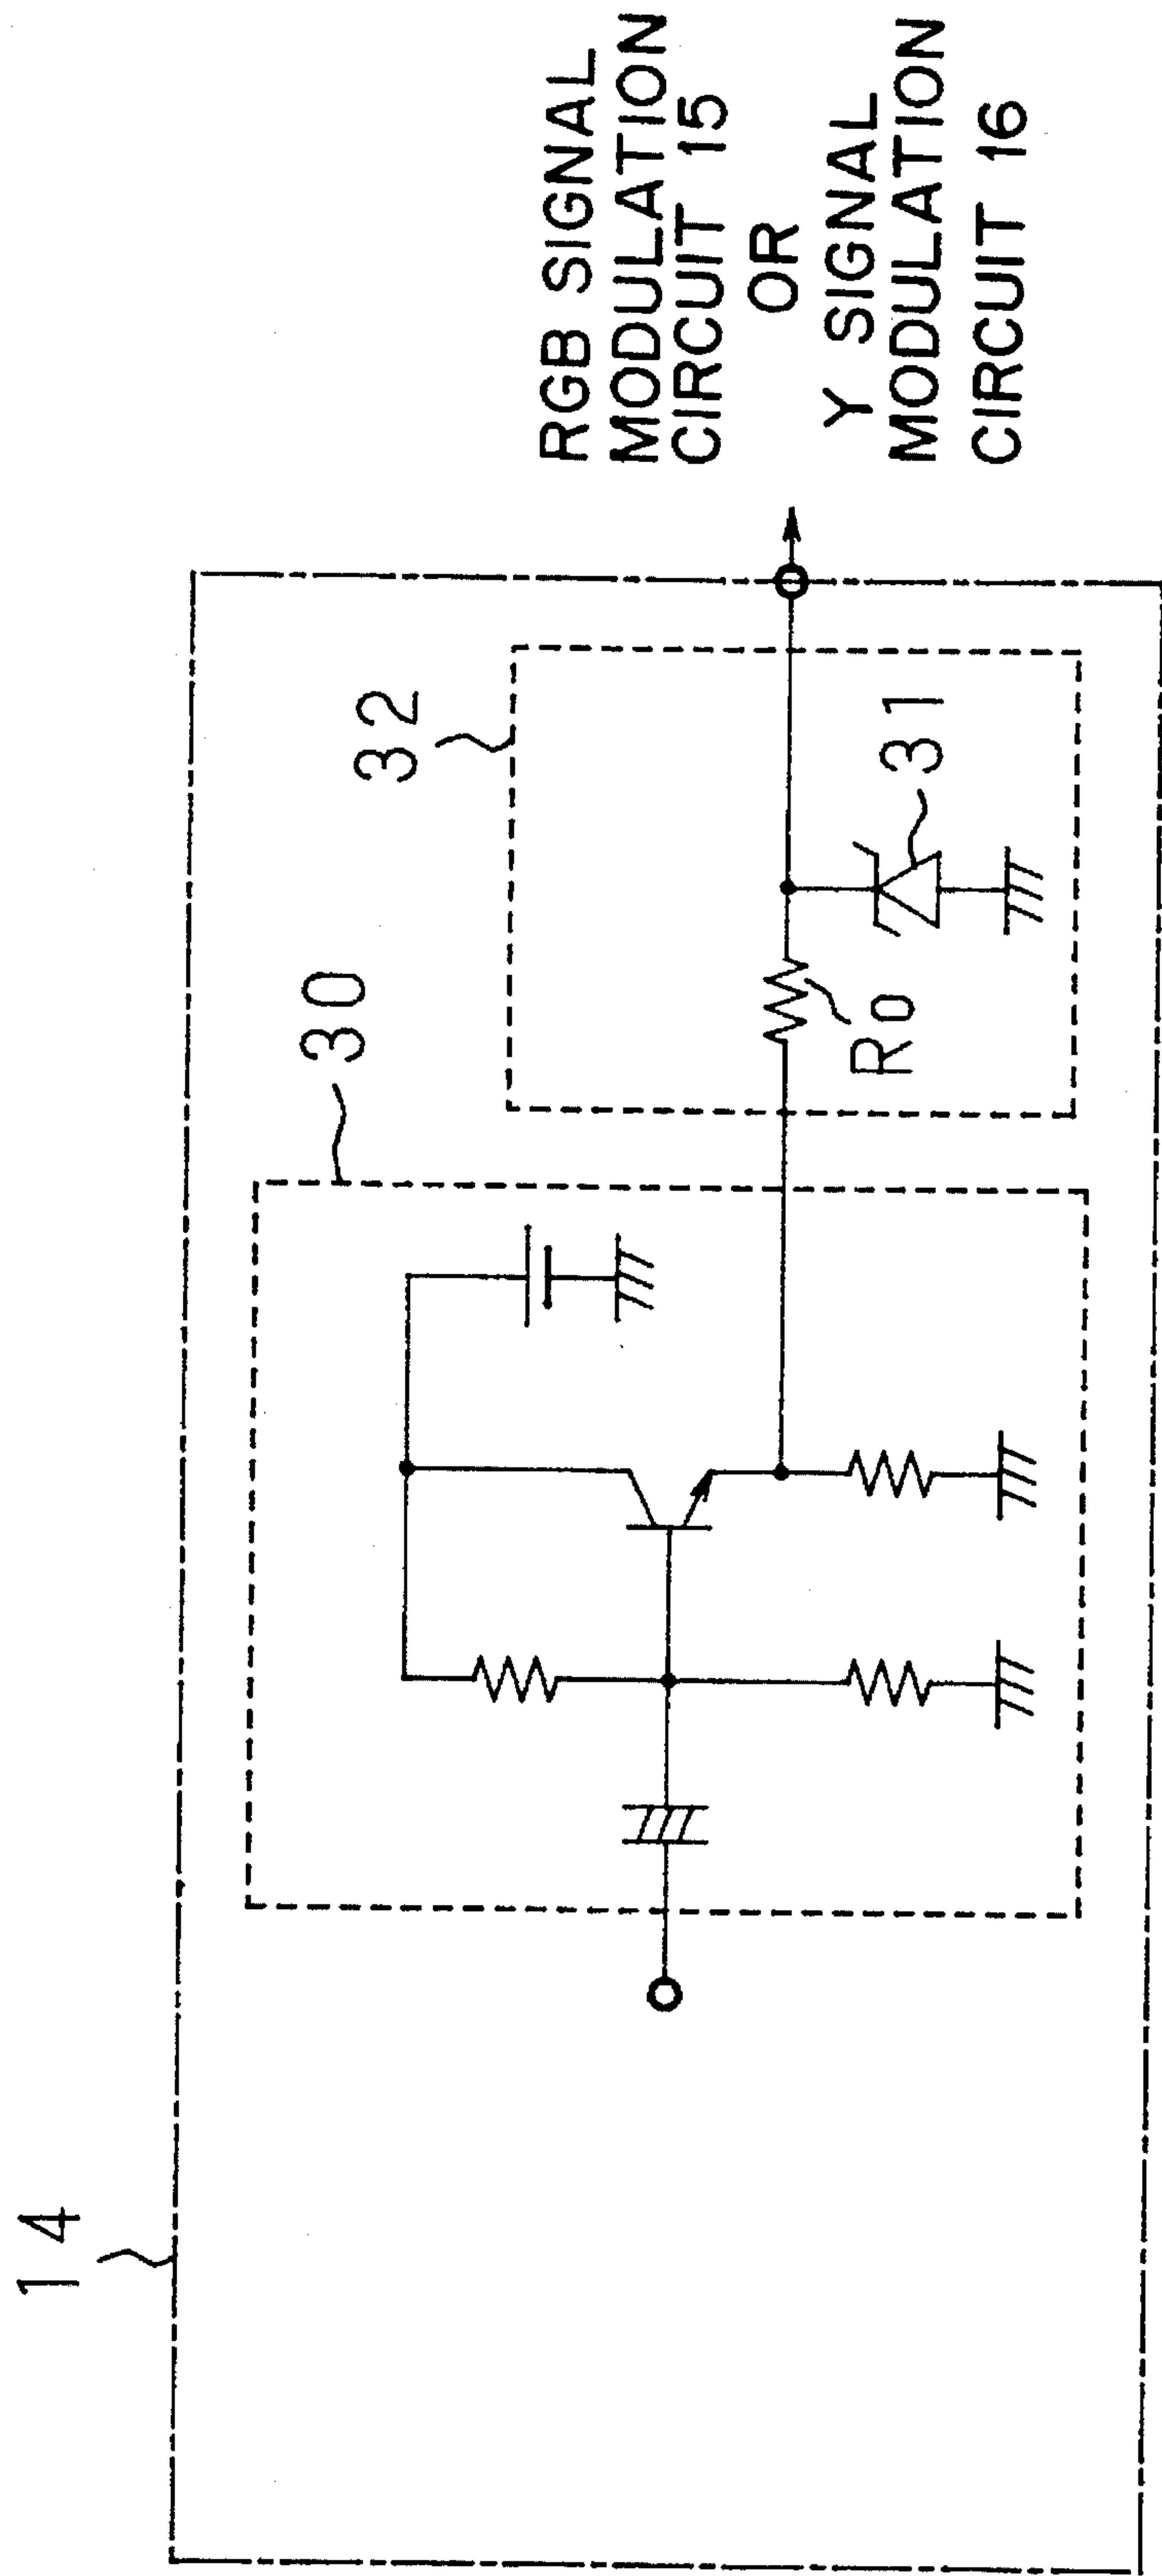 14
30
32
R0
31
RGB SIGNAL
MODULATION
CIRCUIT 15
OR
Y SIGNAL
MODULATION
CIRCUIT 16